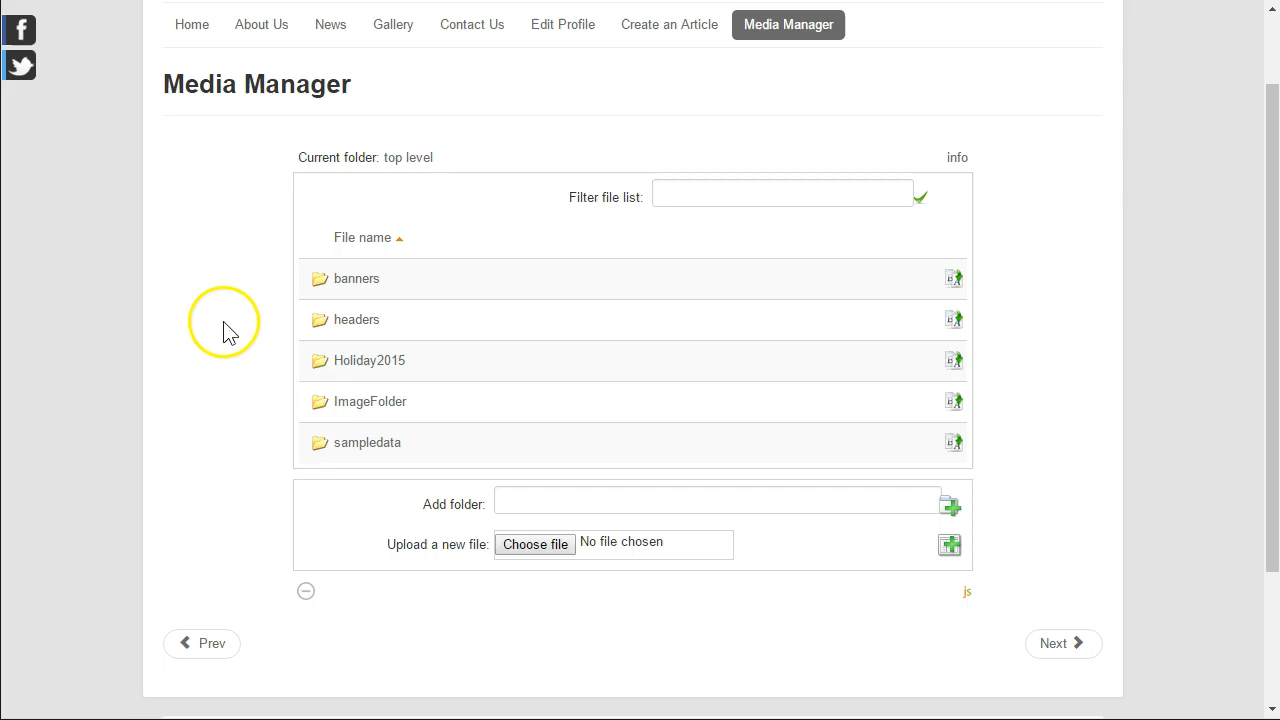 Home About Us News Gallery Contact Us Edit Profile Create an Article Media Manager
Media Manager
Current folder: top level info
Filter file list:
File name
banners
headers
Holiday2015
ImageFolder
sampledata
Add folder:
Upload a new file: Choose file No file chosen
js
Prev Next